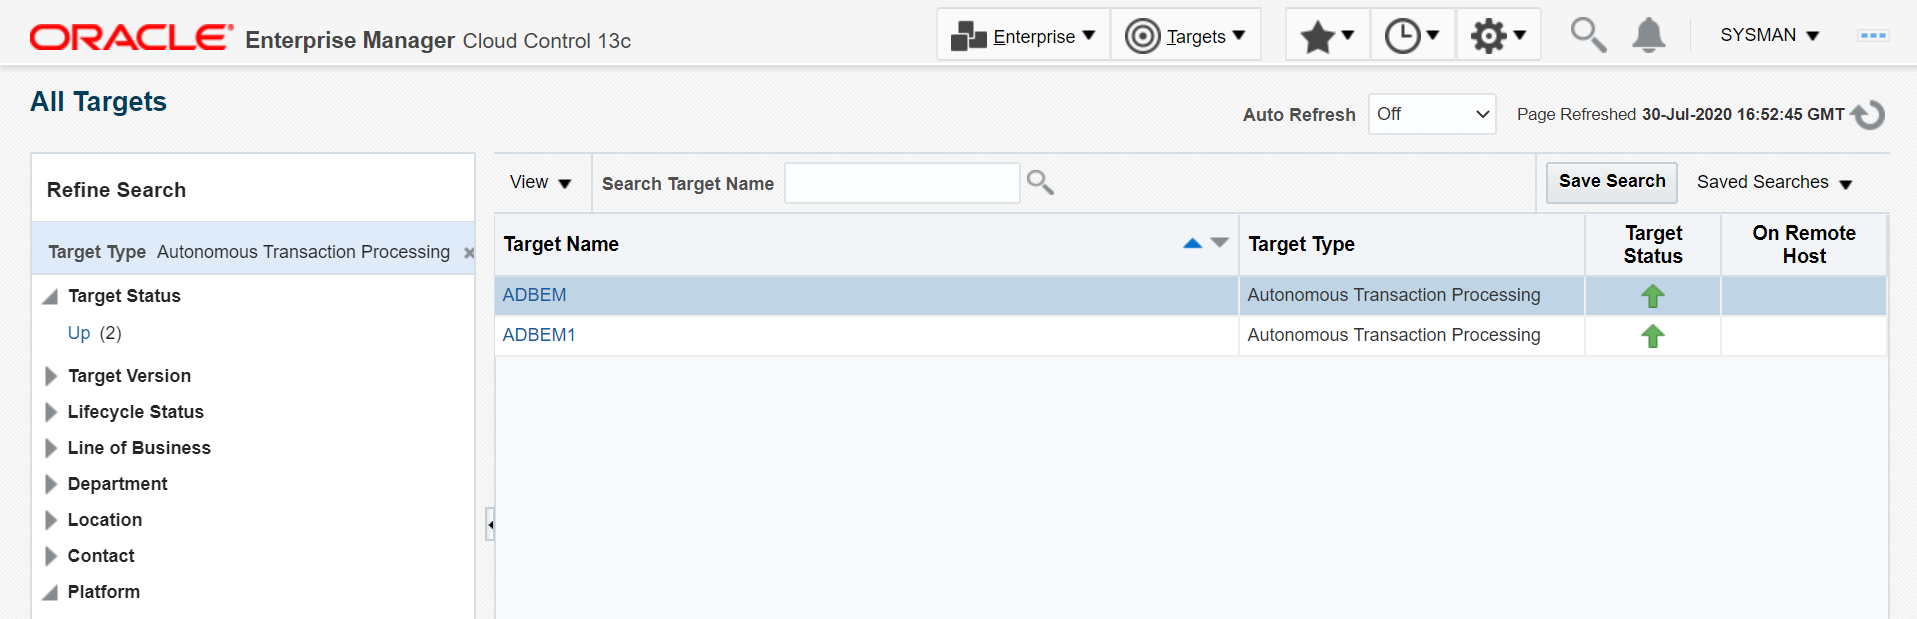 ORACLE® Enterprise Manager Cloud Control 13c
Enterprise
Targets
SYSMAN
All Targets
Auto Refresh Off
Page Refreshed 30-Jul-2020 16:52:45 GMT
Refine Search
Target Type Autonomous Transaction Processing
Target Status
Up (2)
Target Version
Lifecycle Status
Line of Business
Department
Location
Contact
Platform
View
Search Target Name
Save Search
Saved Searches
Target Name
Target Type
Target
Status
On Remote
Host
ADBEM
Autonomous Transaction Processing
ADBEM1
Autonomous Transaction Processing